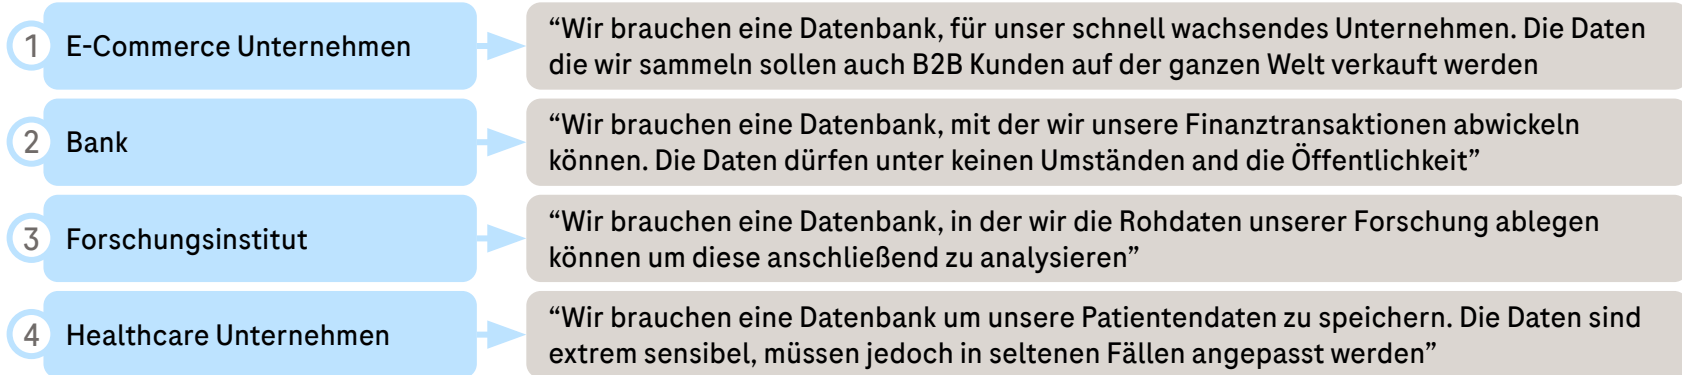 1 E-Commerce Unternehmen
“Wir brauchen eine Datenbank, für unser schnell wachsendes Unternehmen. Die Daten
die wir sammeln sollen auch B2B Kunden auf der ganzen Welt verkauft werden
2 Bank
“Wir brauchen eine Datenbank, mit der wir unsere Finanztransaktionen abwickeln
können. Die Daten dürfen unter keinen Umständen and die Öffentlichkeit”
3 Forschungsinstitut
“Wir brauchen eine Datenbank, in der wir die Rohdaten unserer Forschung ablegen
können um diese anschließend zu analysieren”
4 Healthcare Unternehmen
“Wir brauchen eine Datenbank um unsere Patientendaten zu speichern. Die Daten sind
extrem sensibel, müssen jedoch in seltenen Fällen angepasst werden”